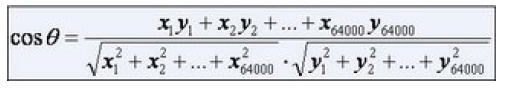 cos θ = (x₁y₁ + x₂y₂ + ... + x₆₄₀₀₀y₆₄₀₀₀) / (√(x₁² + x₂² + ... + x₆₄₀₀₀²) · √(y₁² + y₂² + ... + y₆₄₀₀₀²))